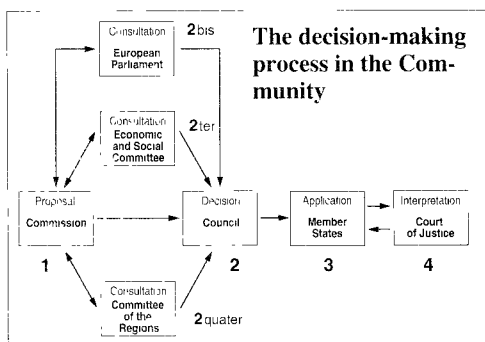 The decision-making
process in the Com-
munity
Consultation
European
Parliament
2bis
Consultation
Economic
and Social
Committee
2ter
Proposal
Commission
1
Decision
Council
2
Application
Member
States
3
Interpretation
Court
of Justice
4
Consultation
Committee
of the
Regions
2quater